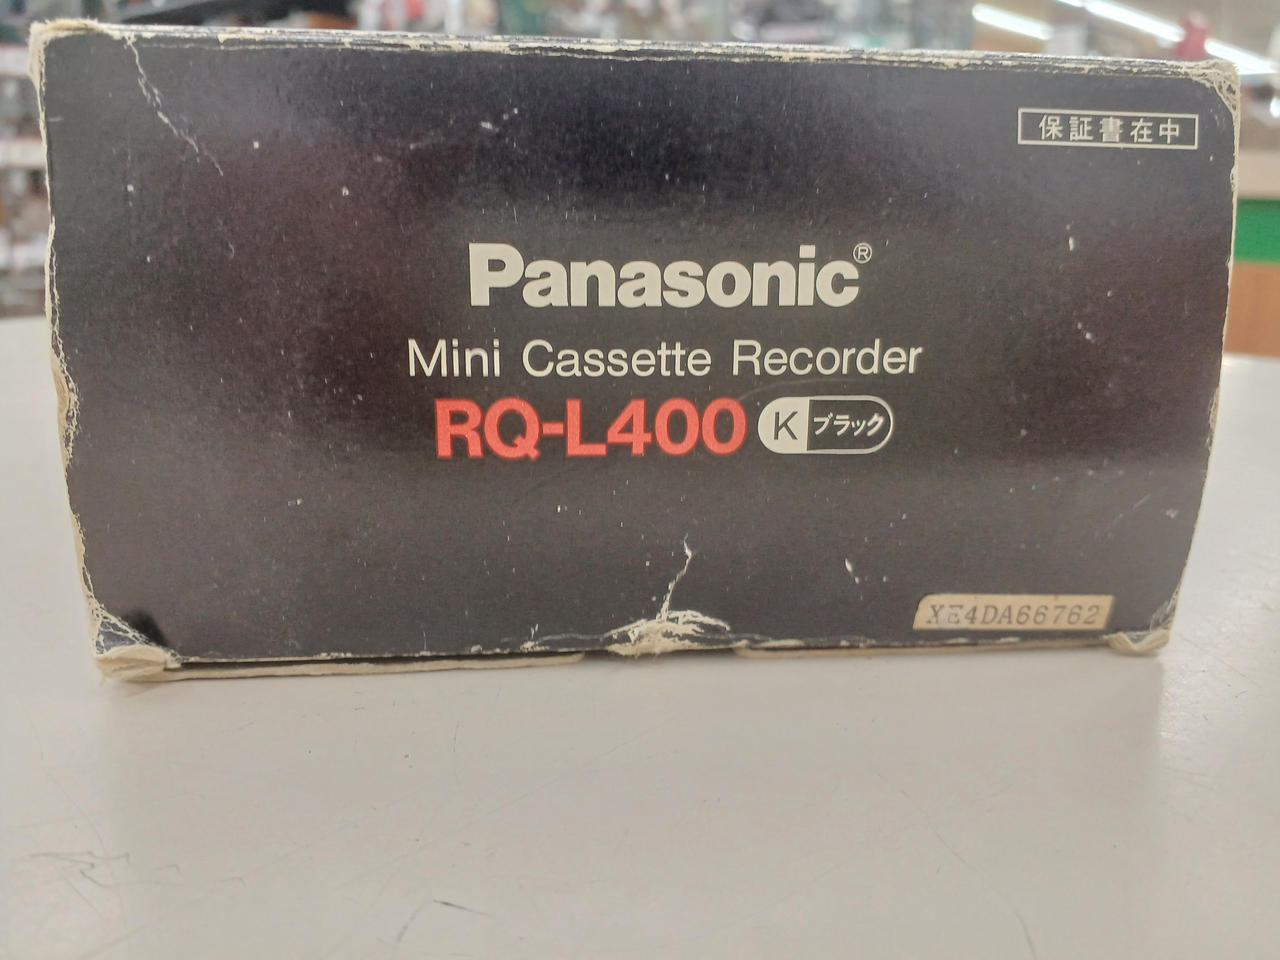 保証書在中
Panasonic®
Mini Cassette Recorder
RQ-L400 K ブラック
XE4DA66762